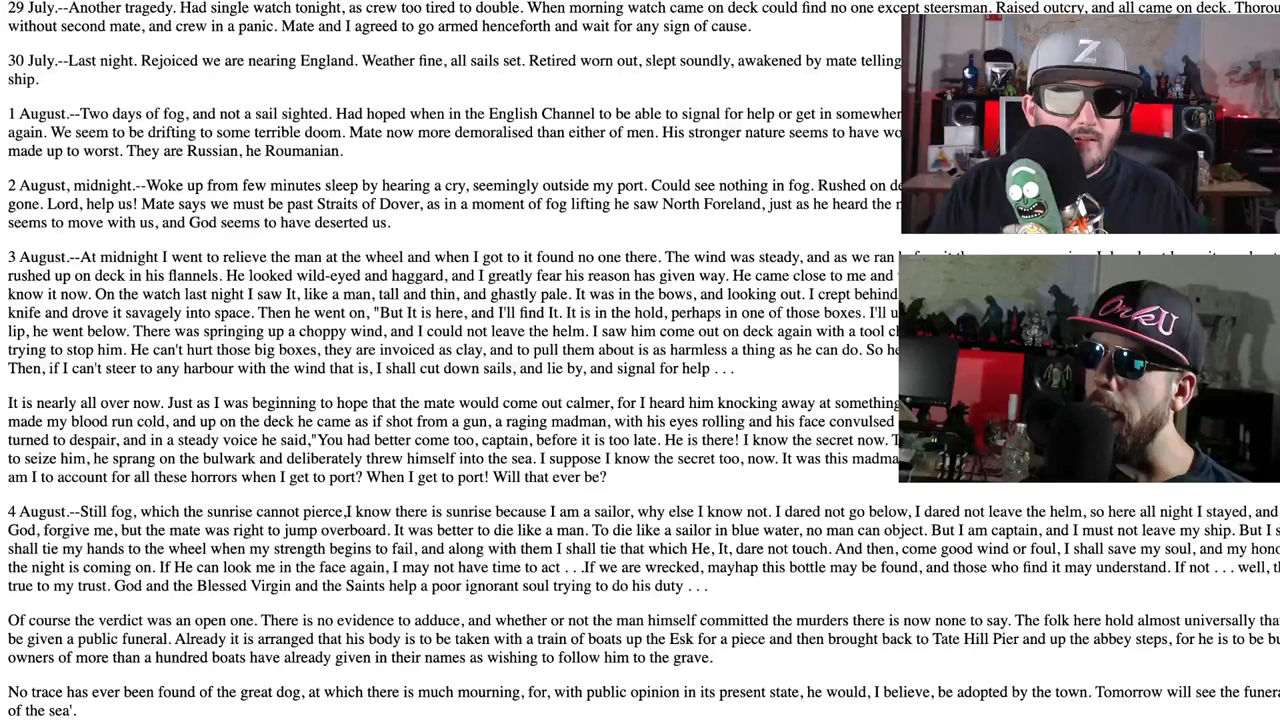 29 July.--Another tragedy. Had single watch tonight, as crew too tired to double. When morning watch came on deck could find no one except steersman. Raised outcry, and all came on deck. Thorou
without second mate, and crew in a panic. Mate and I agreed to go armed henceforth and wait for any sign of cause.
30 July.--Last night. Rejoiced we are nearing England. Weather fine, all sails set. Retired worn out, slept soundly, awakened by mate telling
ship.
1 August.--Two days of fog, and not a sail sighted. Had hoped when in the English Channel to be able to signal for help or get in somewher
again. We seem to be drifting to some terrible doom. Mate now more demoralised than either of men. His stronger nature seems to have wo
made up to worst. They are Russian, he Roumanian.
2 August, midnight.--Woke up from few minutes sleep by hearing a cry, seemingly outside my port. Could see nothing in fog. Rushed on de
gone. Lord, help us! Mate says we must be past Straits of Dover, as in a moment of fog lifting he saw North Foreland, just as he heard the
seems to move with us, and God seems to have deserted us.
3 August.--At midnight I went to relieve the man at the wheel and when I got to it found no one there. The wind was steady, and as we ran
rushed up on deck in his flannels. He looked wild-eyed and haggard, and I greatly fear his reason has given way. He came close to me and
know it now. On the watch last night I saw It, like a man, tall and thin, and ghastly pale. It was in the bows, and looking out. I crept behind
knife and drove it savagely into space. Then he went on, "But It is here, and I'll find It. It is in the hold, perhaps in one of those boxes. I'll u
lip, he went below. There was springing up a choppy wind, and I could not leave the helm. I saw him come out on deck again with a tool c
trying to stop him. He can't hurt those big boxes, they are invoiced as clay, and to pull them about is as harmless a thing as he can do. So he
Then, if I can't steer to any harbour with the wind that is, I shall cut down sails, and lie by, and signal for help . . .
It is nearly all over now. Just as I was beginning to hope that the mate would come out calmer, for I heard him knocking away at something
made my blood run cold, and up on the deck he came as if shot from a gun, a raging madman, with his eyes rolling and his face convulsed
turned to despair, and in a steady voice he said,"You had better come too, captain, before it is too late. He is there! I know the secret now. T
to seize him, he sprang on the bulwark and deliberately threw himself into the sea. I suppose I know the secret too, now. It was this madma
am I to account for all these horrors when I get to port? When I get to port! Will that ever be?
4 August.--Still fog, which the sunrise cannot pierce,I know there is sunrise because I am a sailor, why else I know not. I dared not go below, I dared not leave the helm, so here all night I stayed, and
God, forgive me, but the mate was right to jump overboard. It was better to die like a man. To die like a sailor in blue water, no man can object. But I am captain, and I must not leave my ship. But I s
shall tie my hands to the wheel when my strength begins to fail, and along with them I shall tie that which He, It, dare not touch. And then, come good wind or foul, I shall save my soul, and my hono
the night is coming on. If He can look me in the face again, I may not have time to act . . .If we are wrecked, mayhap this bottle may be found, and those who find it may understand. If not . . . well, t
true to my trust. God and the Blessed Virgin and the Saints help a poor ignorant soul trying to do his duty . . .
Of course the verdict was an open one. There is no evidence to adduce, and whether or not the man himself committed the murders there is now none to say. The folk here hold almost universally tha
be given a public funeral. Already it is arranged that his body is to be taken with a train of boats up the Esk for a piece and then brought back to Tate Hill Pier and up the abbey steps, for he is to be bu
owners of more than a hundred boats have already given in their names as wishing to follow him to the grave.
No trace has ever been found of the great dog, at which there is much mourning, for, with public opinion in its present state, he would, I believe, be adopted by the town. Tomorrow will see the funera
of the sea'.
Z
OnkU